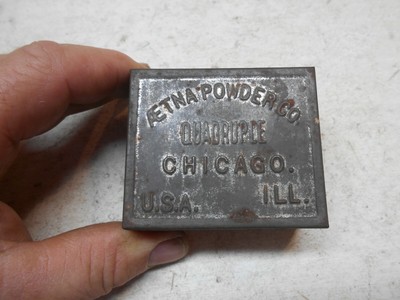 ÆTNA POWDER CO.
QUADRUPLE
CHICAGO.
U.S.A. ILL.